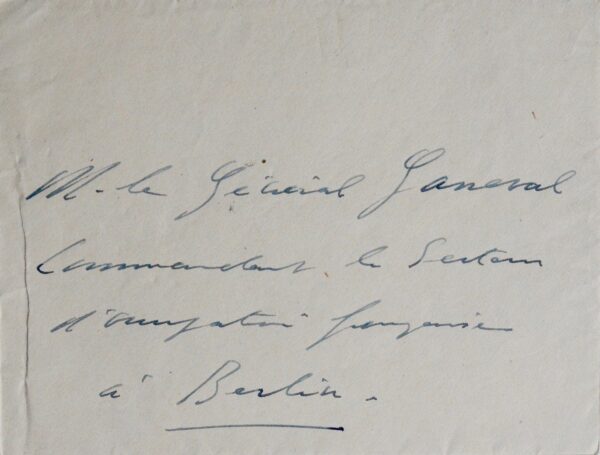 M. le Général Ganeval
Commandant le Secteur
d'occupation française
à Berlin.